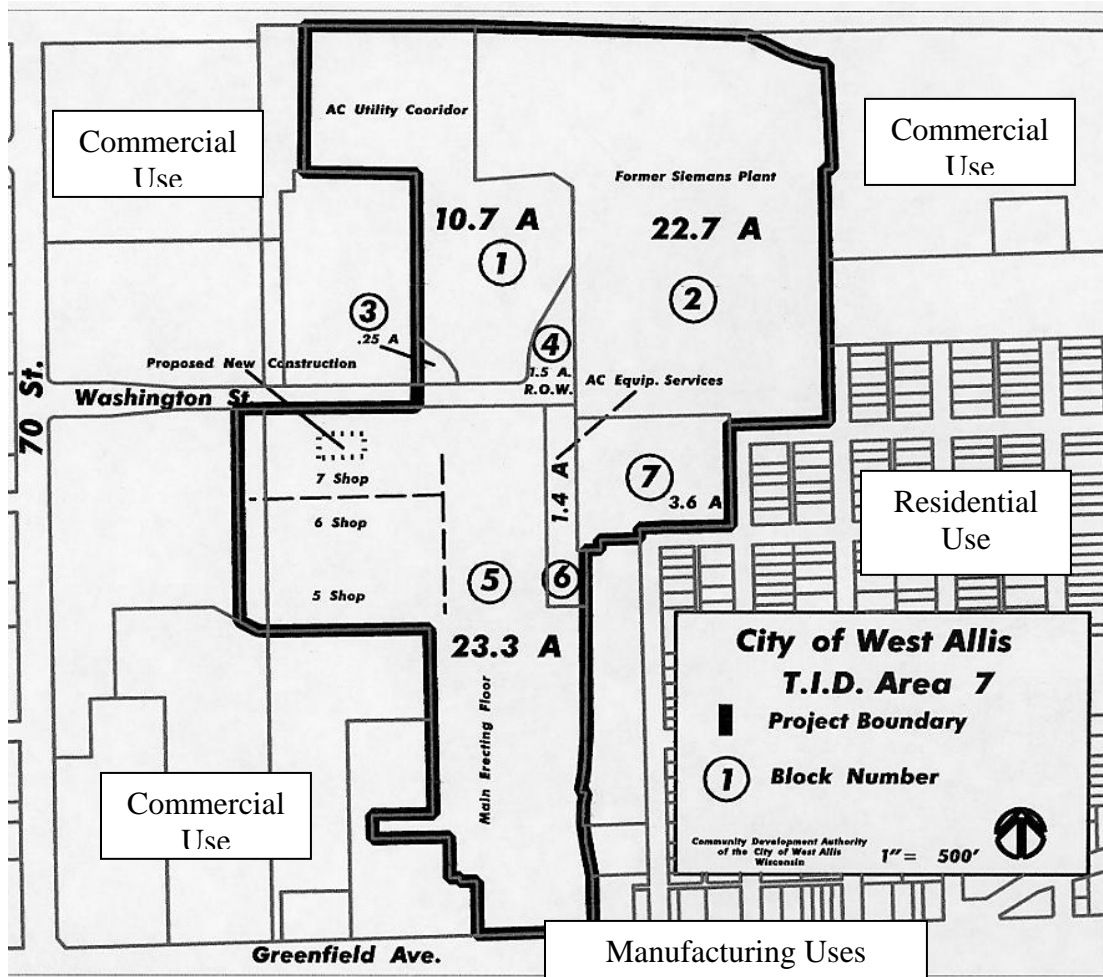 Commercial
Use
AC Utility Cooridor
Commercial
Use
Former Siemans Plant
10.7 A
1
22.7 A
2
3
.25 A
4
1.5 A.
R.O.W.
Proposed New Construction
Washington St.
AC Equip. Services
70 St.
7 Shop
6 Shop
5 Shop
1.4 A
7
3.6 A
Residential
Use
5
6
23.3 A
Main Erecting Floor
City of West Allis
T.I.D. Area 7
Project Boundary
1
Block Number
Community Development Authority
of the City of West Allis
Wisconsin
1"= 500'
Commercial
Use
Greenfield Ave.
Manufacturing Uses